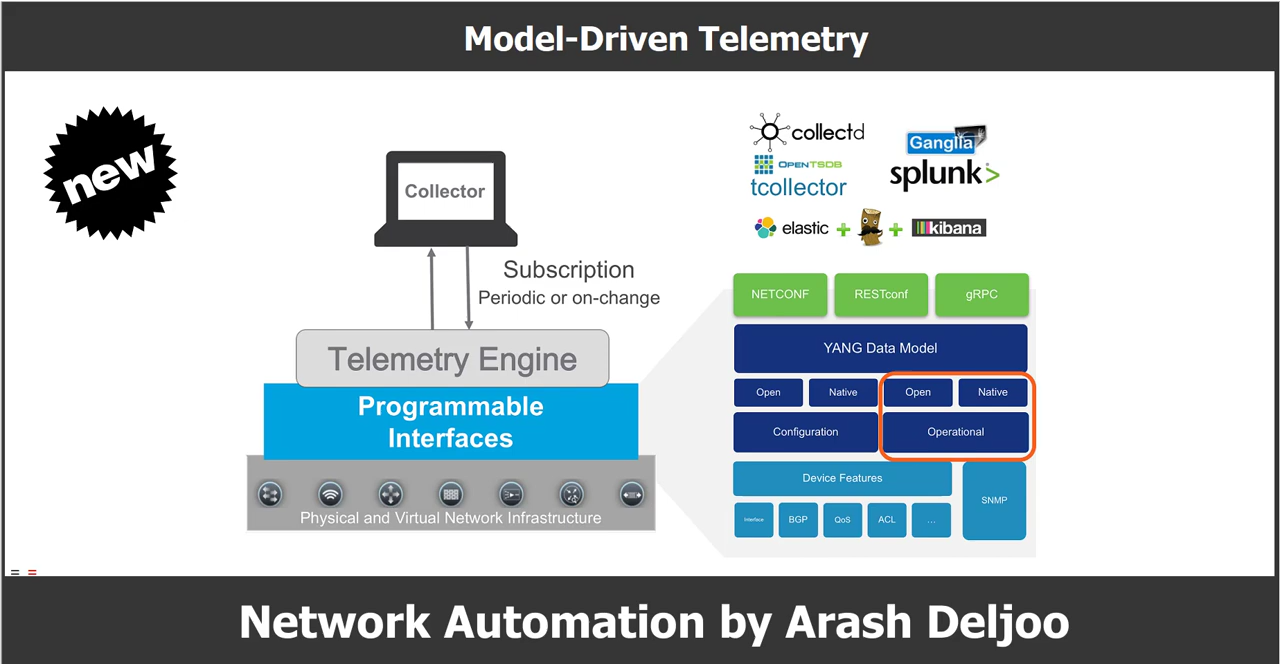 Model-Driven Telemetry
new
Collector
Subscription
Periodic or on-change
Telemetry Engine
Programmable
Interfaces
Physical and Virtual Network Infrastructure
collectd
OPENTSDB
tcollector
Ganglia
splunk>
elastic + + kibana
NETCONF RESTconf gRPC
YANG Data Model
Open Native Open Native
Configuration Operational
Device Features
SNMP
Interface BGP QoS ACL ...
Network Automation by Arash Deljoo